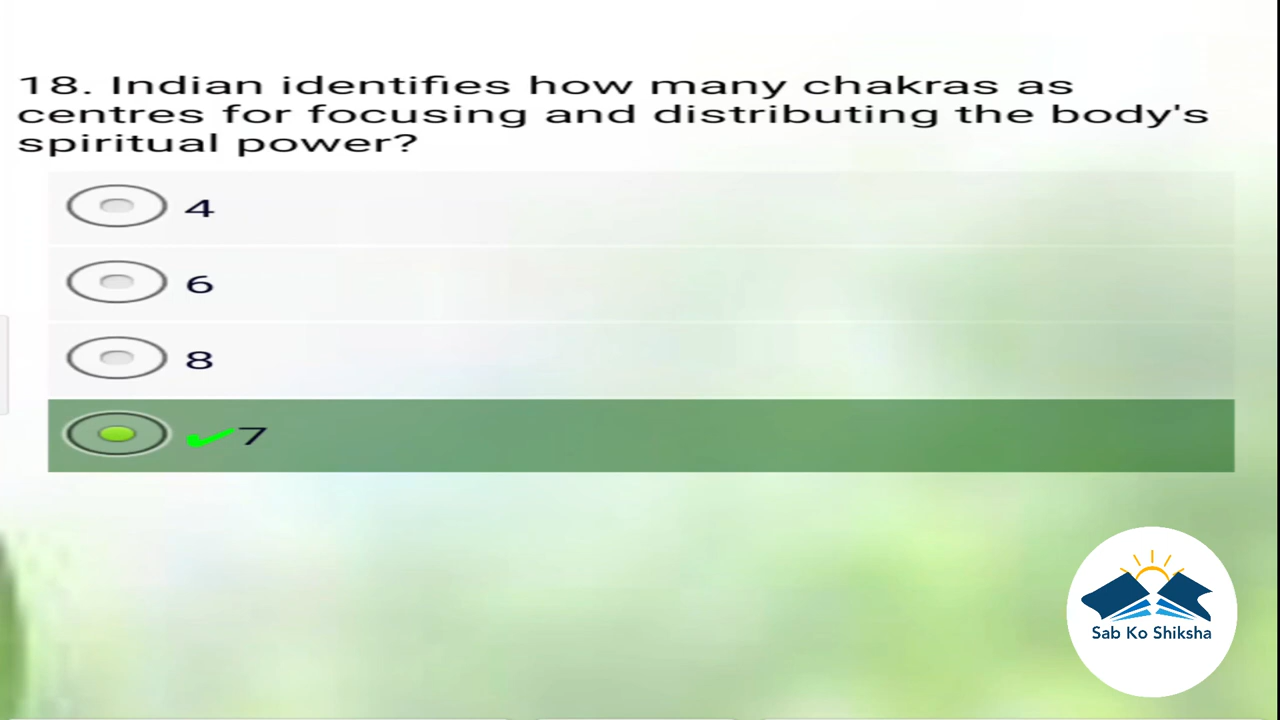 18. Indian identifies how many chakras as
centres for focusing and distributing the body's
spiritual power?
4
6
8
7
Sab Ko Shiksha